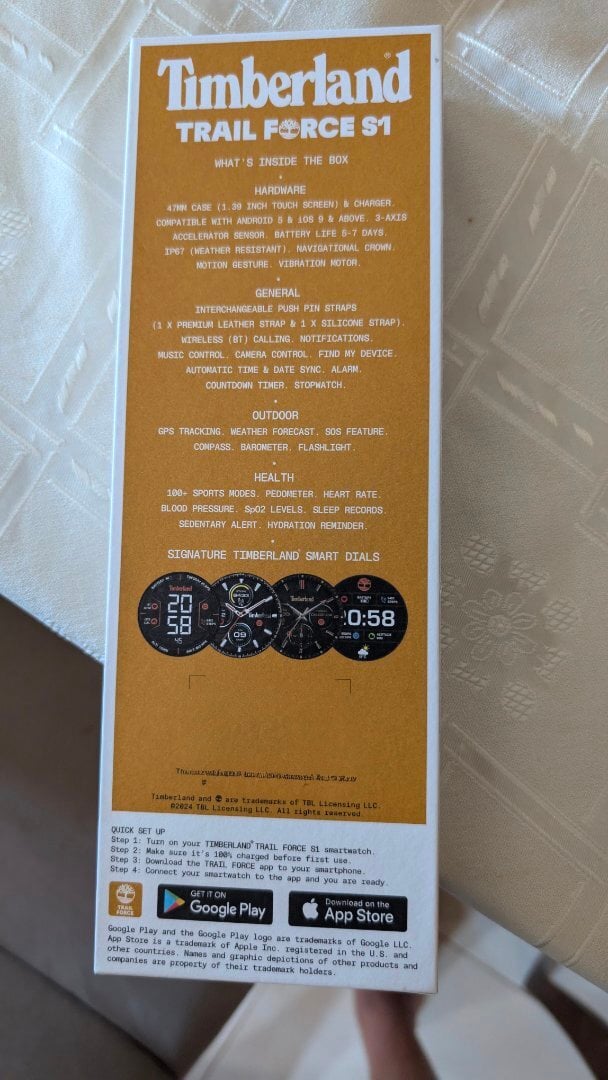 Timberland®
TRAIL FORCE S1
WHAT'S INSIDE THE BOX
HARDWARE
47MM CASE (1.39 INCH TOUCH SCREEN) & CHARGER.
COMPATIBLE WITH ANDROID 5 & iOS 9 & ABOVE. 3-AXIS
ACCELERATOR SENSOR. BATTERY LIFE 5-7 DAYS.
IP67 (WEATHER RESISTANT). NAVIGATIONAL CROWN.
MOTION GESTURE. VIBRATION MOTOR.
GENERAL
INTERCHANGEABLE PUSH PIN STRAPS
(1 X PREMIUM LEATHER STRAP & 1 X SILICONE STRAP).
WIRELESS (BT) CALLING. NOTIFICATIONS.
MUSIC CONTROL. CAMERA CONTROL. FIND MY DEVICE.
AUTOMATIC TIME & DATE SYNC. ALARM.
COUNTDOWN TIMER. STOPWATCH.
OUTDOOR
GPS TRACKING. WEATHER FORECAST. SOS FEATURE.
COMPASS. BAROMETER. FLASHLIGHT.
HEALTH
100+ SPORTS MODES. PEDOMETER. HEART RATE.
BLOOD PRESSURE. SpO2 LEVELS. SLEEP RECORDS.
SEDENTARY ALERT. HYDRATION REMINDER.
SIGNATURE TIMBERLAND SMART DIALS
Timberland
20
58
45
09
Timberland
0:58
Timberland and are trademarks of TBL Licensing LLC.
©2024 TBL Licensing LLC. All rights reserved.
QUICK SET UP
Step 1: Turn on your TIMBERLAND® TRAIL FORCE S1 smartwatch.
Step 2: Make sure it's 100% charged before first use.
Step 3: Download the TRAIL FORCE app to your smartphone.
Step 4: Connect your smartwatch to the app and you are ready.
TRAIL
FORCE
GET IT ON
Google Play
Download on the
App Store
Google Play and the Google Play logo are trademarks of Google LLC.
App Store is a trademark of Apple Inc. registered in the U.S. and
other countries. Names and graphic depictions of other products and
companies are property of their trademark holders.